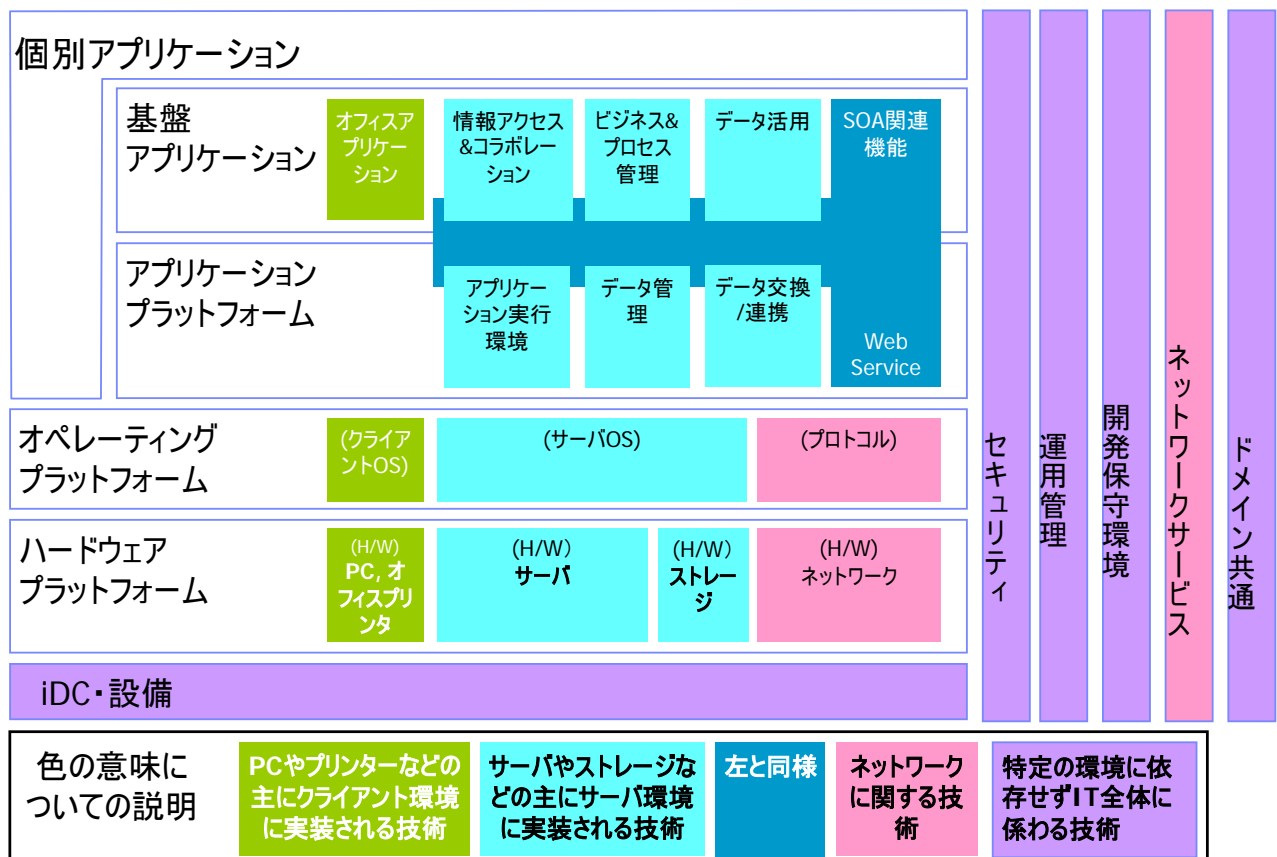 個別アプリケーション
基盤
アプリケーション
オフィスア
プリケー
ション
情報アクセス
&コラボレー
ション
ビジネス&
プロセス
管理
データ活用
SOA関連
機能
アプリケーション
プラットフォーム
アプリケー
ション実行
環境
データ管
理
データ交換
/連携
Web
Service
オペレーティング
プラットフォーム
(クライア
ントOS)
(サーバOS)
(プロトコル)
ハードウェア
プラットフォーム
(H/W)
PC, オ
フィスプリ
ンタ
(H/W)
サーバ
(H/W)
ストレー
ジ
(H/W)
ネットワーク
iDC・設備
セキュリティ
運用管理
開発保守環境
ネットワークサービス
ドメイン共通
色の意味に
ついての説明
PCやプリンターなどの
主にクライアント環境
に実装される技術
サーバやストレージな
どの主にサーバ環境
に実装される技術
左と同様
ネットワーク
に関する技
術
特定の環境に依
存せずIT全体に
係わる技術